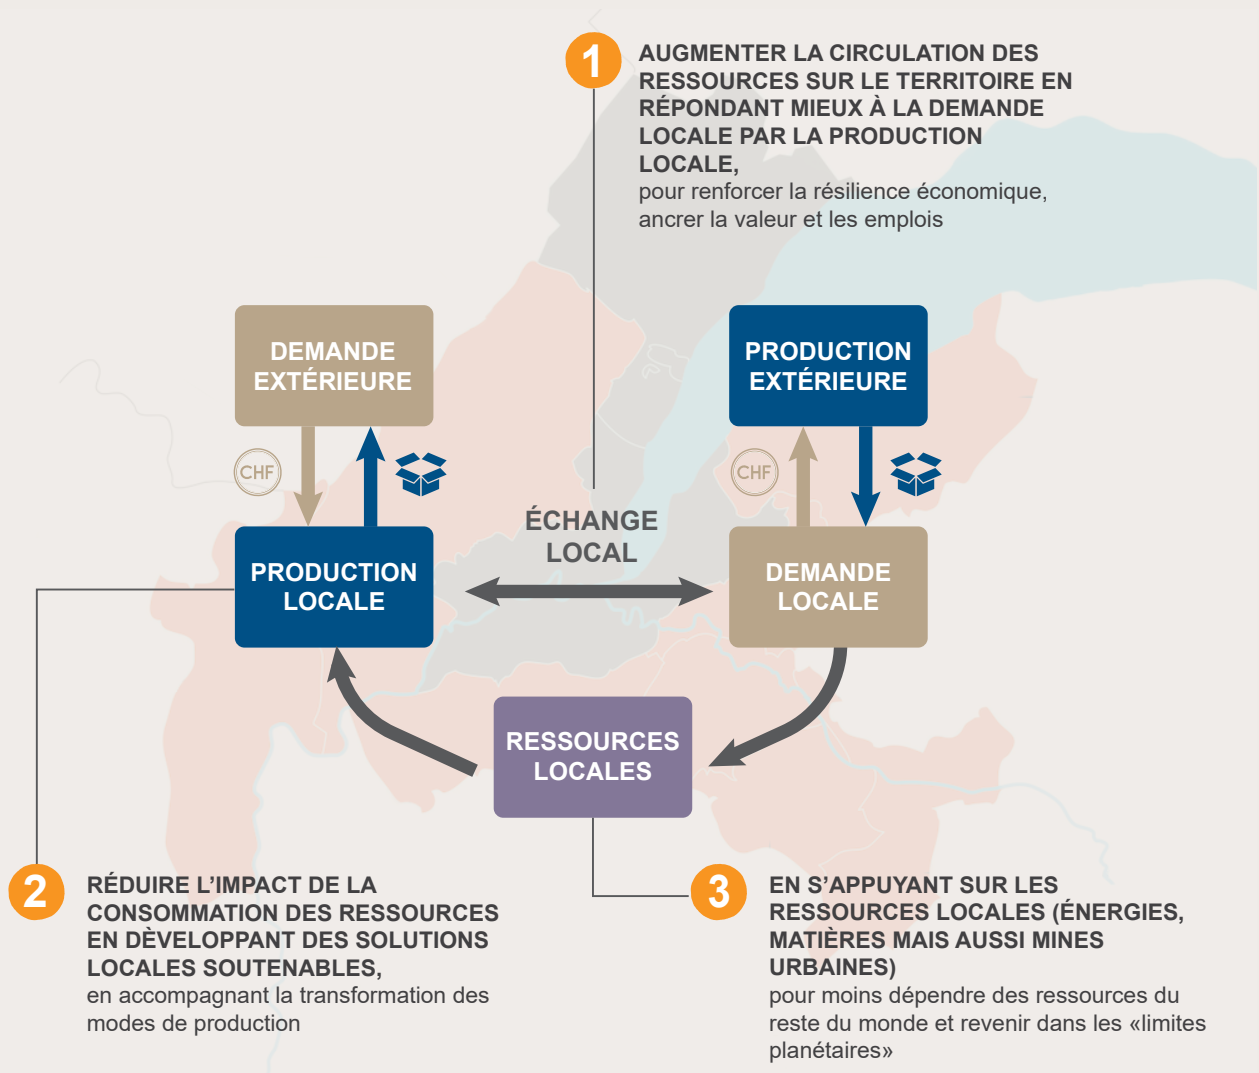 1
AUGMENTER LA CIRCULATION DES
RESSOURCES SUR LE TERRITOIRE EN
RÉPONDANT MIEUX À LA DEMANDE
LOCALE PAR LA PRODUCTION
LOCALE,
pour renforcer la résilience économique,
ancrer la valeur et les emplois
DEMANDE
EXTÉRIEURE
PRODUCTION
EXTÉRIEURE
CHF
CHF
ÉCHANGE
LOCAL
PRODUCTION
LOCALE
DEMANDE
LOCALE
RESSOURCES
LOCALES
2
RÉDUIRE L’IMPACT DE LA
CONSOMMATION DES RESSOURCES
EN DÈVELOPPANT DES SOLUTIONS
LOCALES SOUTENABLES,
en accompagnant la transformation des
modes de production
3
EN S’APPUYANT SUR LES
RESSOURCES LOCALES (ÉNERGIES,
MATIÈRES MAIS AUSSI MINES
URBAINES)
pour moins dépendre des ressources du
reste du monde et revenir dans les «limites
planétaires»